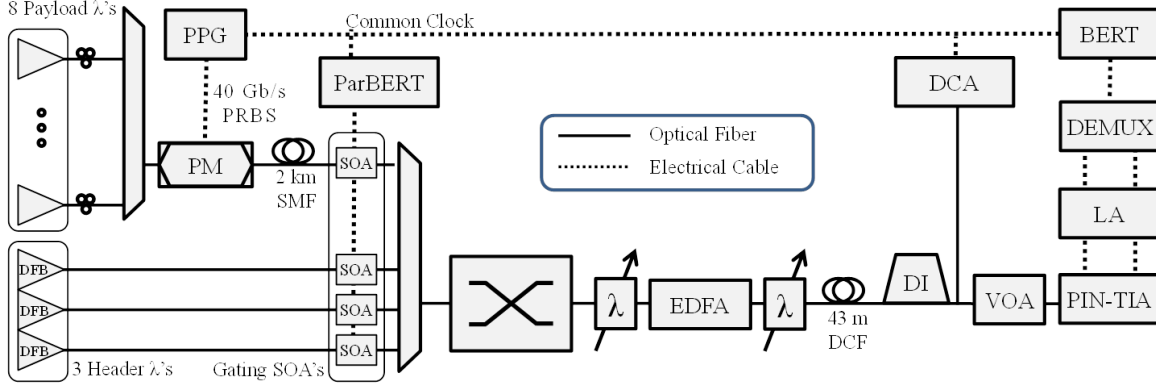 8 Payload λ's
PPG
Common Clock
BERT
ParBERT
DCA
40 Gb/s
PRBS
DEMUX
Optical Fiber
Electrical Cable
PM
2 km
SMF
SOA
LA
DFB
SOA
DFB
SOA
DFB
SOA
λ
EDFA
λ
43 m
DCF
DI
VOA
PIN-TIA
3 Header λ's
Gating SOA's